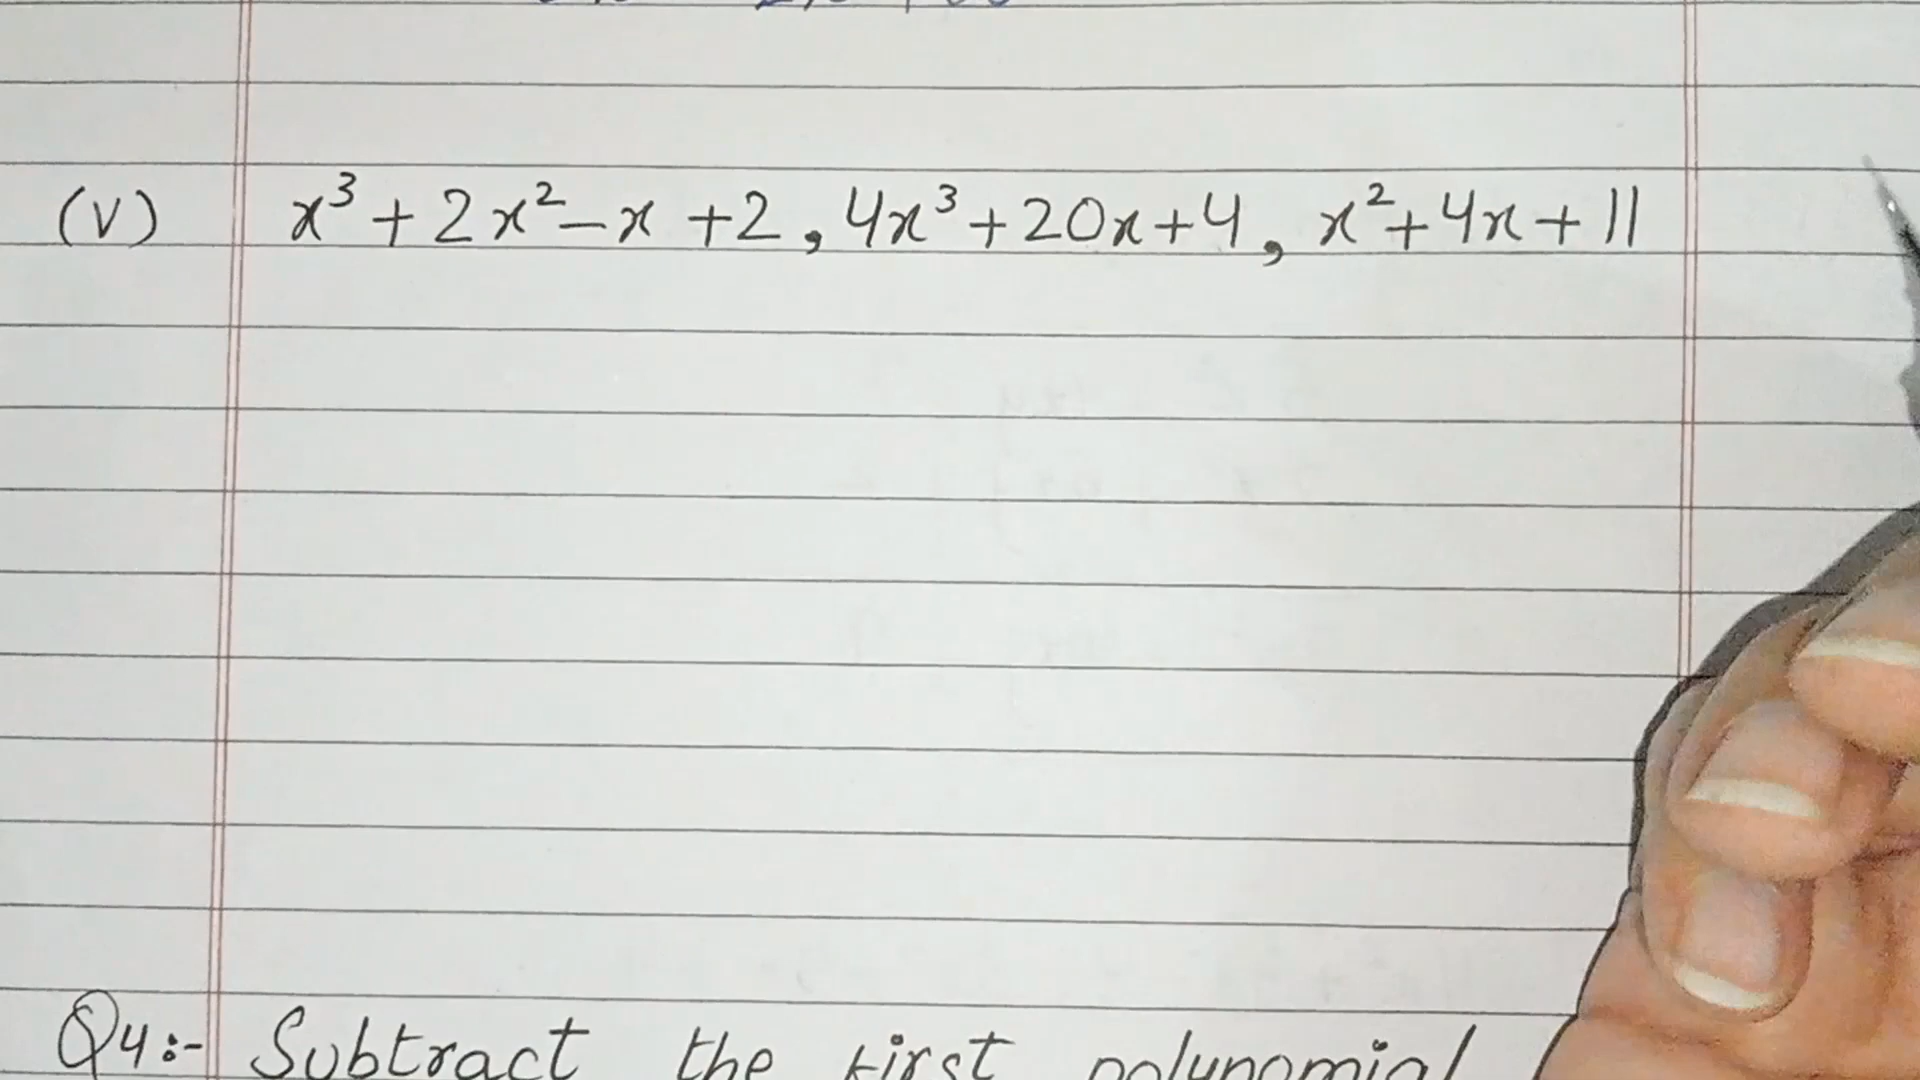 (v) x³ + 2x² - x + 2, 4x³ + 20x + 4, x² + 4x + 11
Q4:- Subtract the first polynomial